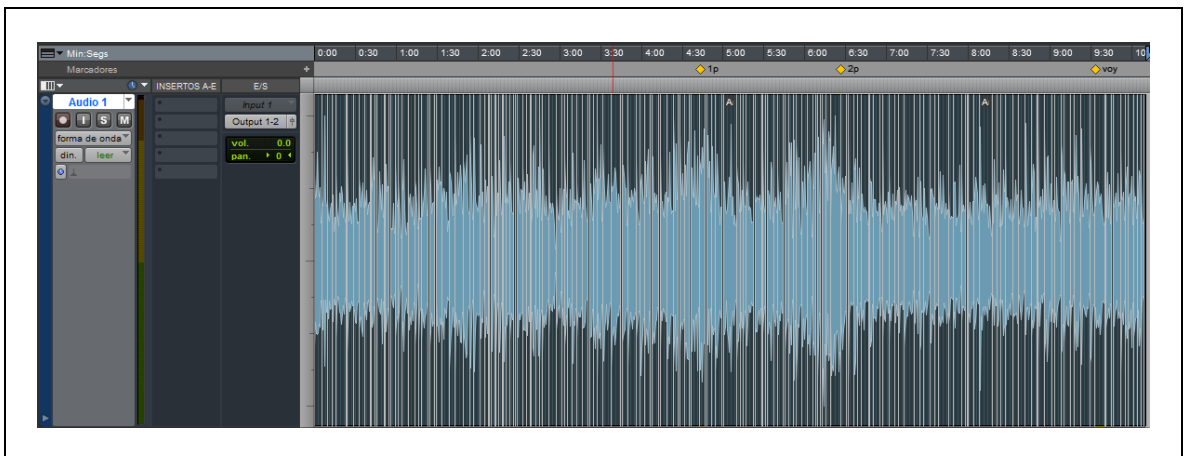 Min:Segs 0:00 0:30 1:00 1:30 2:00 2:30 3:00 3:30 4:00 4:30 5:00 5:30 6:00 6:30 7:00 7:30 8:00 8:30 9:00 9:30 10
Marcadores + 1p 2p voy
INSERTOS A-E E/S
Audio 1 Input 1 A A
I S M Output 1-2
forma de onda
vol. 0.0
din. leer pan. 0